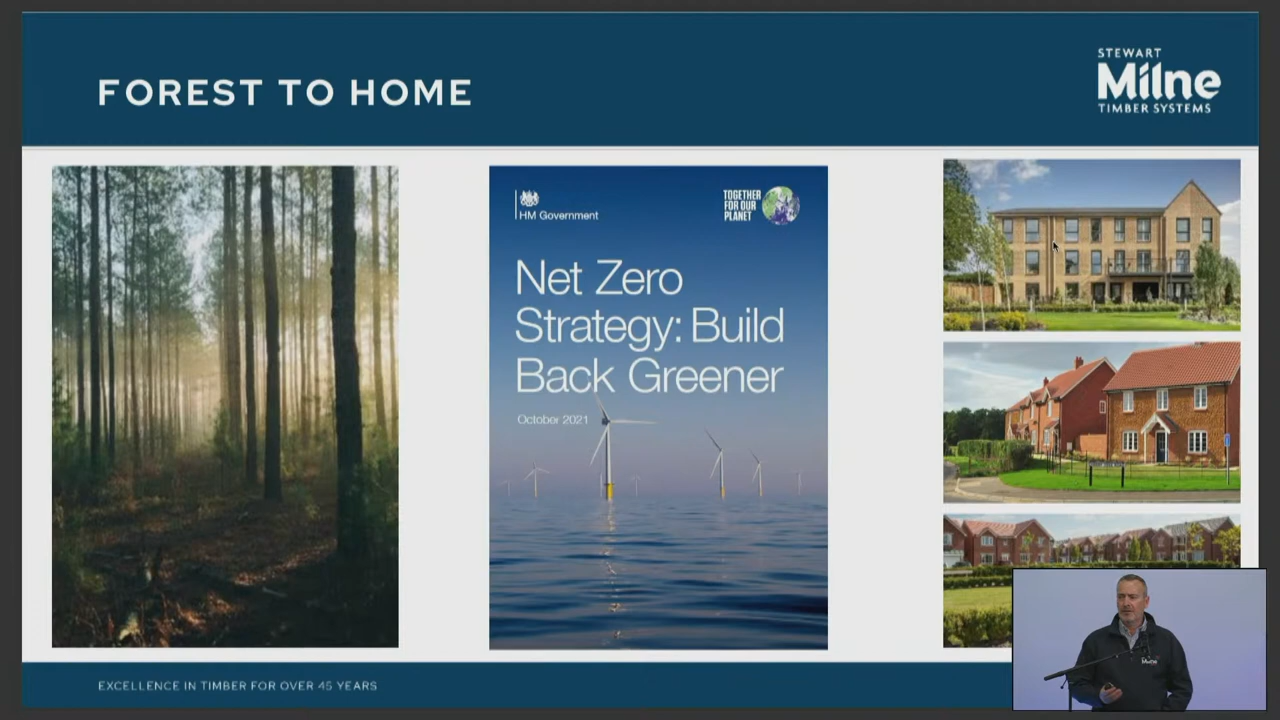 FOREST TO HOME
STEWART
Milne
TIMBER SYSTEMS
HM Government
TOGETHER
FOR OUR
PLANET
Net Zero
Strategy: Build
Back Greener
October 2021
EXCELLENCE IN TIMBER FOR OVER 45 YEARS
Milne